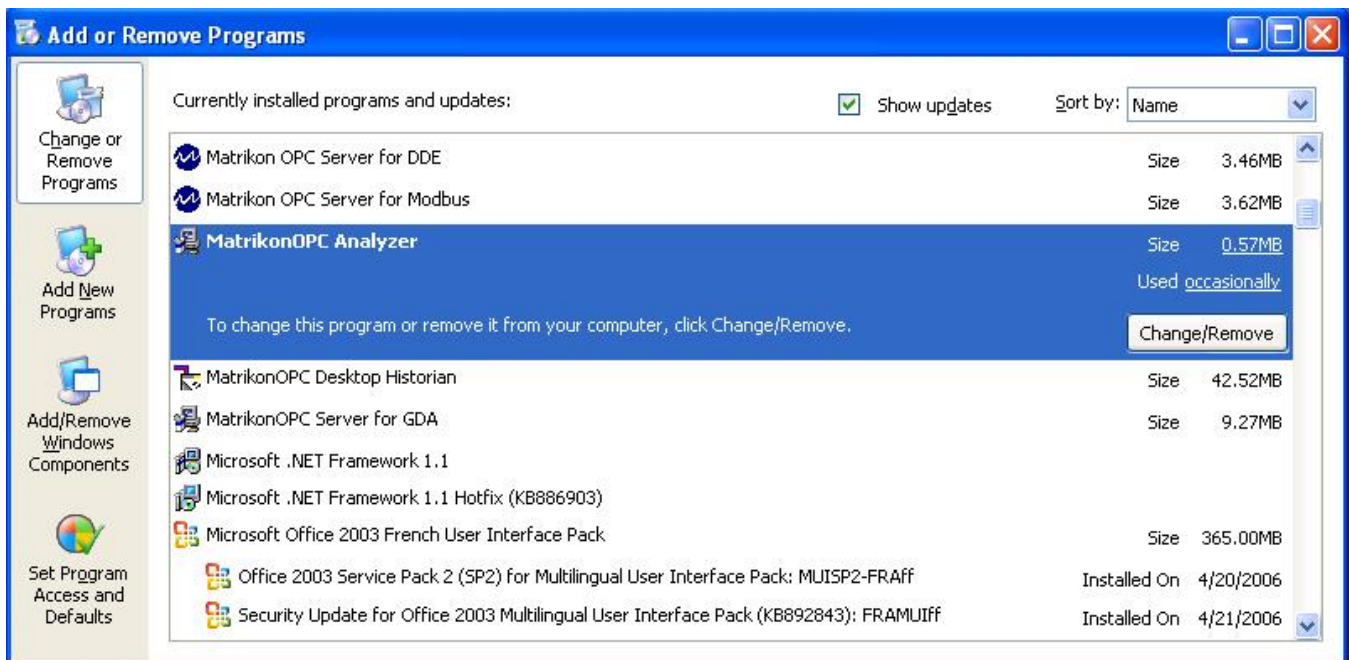 Add or Remove Programs
Change or
Remove
Programs
Add New
Programs
Add/Remove
Windows
Components
Set Program
Access and
Defaults
Currently installed programs and updates:
Show updates
Sort by: Name
Matrikon OPC Server for DDE Size 3.46MB
Matrikon OPC Server for Modbus Size 3.62MB
MatrikonOPC Analyzer Size 0.57MB
Used occasionally
To change this program or remove it from your computer, click Change/Remove. Change/Remove
MatrikonOPC Desktop Historian Size 42.52MB
MatrikonOPC Server for GDA Size 9.27MB
Microsoft .NET Framework 1.1
Microsoft .NET Framework 1.1 Hotfix (KB886903)
Microsoft Office 2003 French User Interface Pack Size 365.00MB
Office 2003 Service Pack 2 (SP2) for Multilingual User Interface Pack: MUISP2-FRAff Installed On 4/20/2006
Security Update for Office 2003 Multilingual User Interface Pack (KB892843): FRAMUIff Installed On 4/21/2006